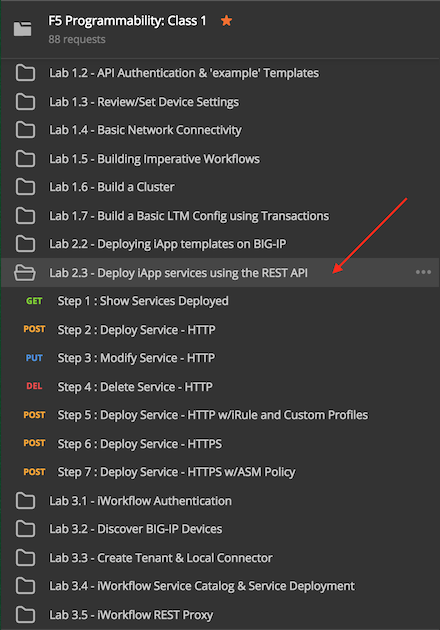 F5 Programmability: Class 1
88 requests
Lab 1.2 - API Authentication & 'example' Templates
Lab 1.3 - Review/Set Device Settings
Lab 1.4 - Basic Network Connectivity
Lab 1.5 - Building Imperative Workflows
Lab 1.6 - Build a Cluster
Lab 1.7 - Build a Basic LTM Config using Transactions
Lab 2.2 - Deploying iApp templates on BIG-IP
Lab 2.3 - Deploy iApp services using the REST API
GET Step 1 : Show Services Deployed
POST Step 2 : Deploy Service - HTTP
PUT Step 3 : Modify Service - HTTP
DEL Step 4 : Delete Service - HTTP
POST Step 5 : Deploy Service - HTTP w/iRule and Custom Profiles
POST Step 6 : Deploy Service - HTTPS
POST Step 7 : Deploy Service - HTTPS w/ASM Policy
Lab 3.1 - iWorkflow Authentication
Lab 3.2 - Discover BIG-IP Devices
Lab 3.3 - Create Tenant & Local Connector
Lab 3.4 - iWorkflow Service Catalog & Service Deployment
Lab 3.5 - iWorkflow REST Proxy